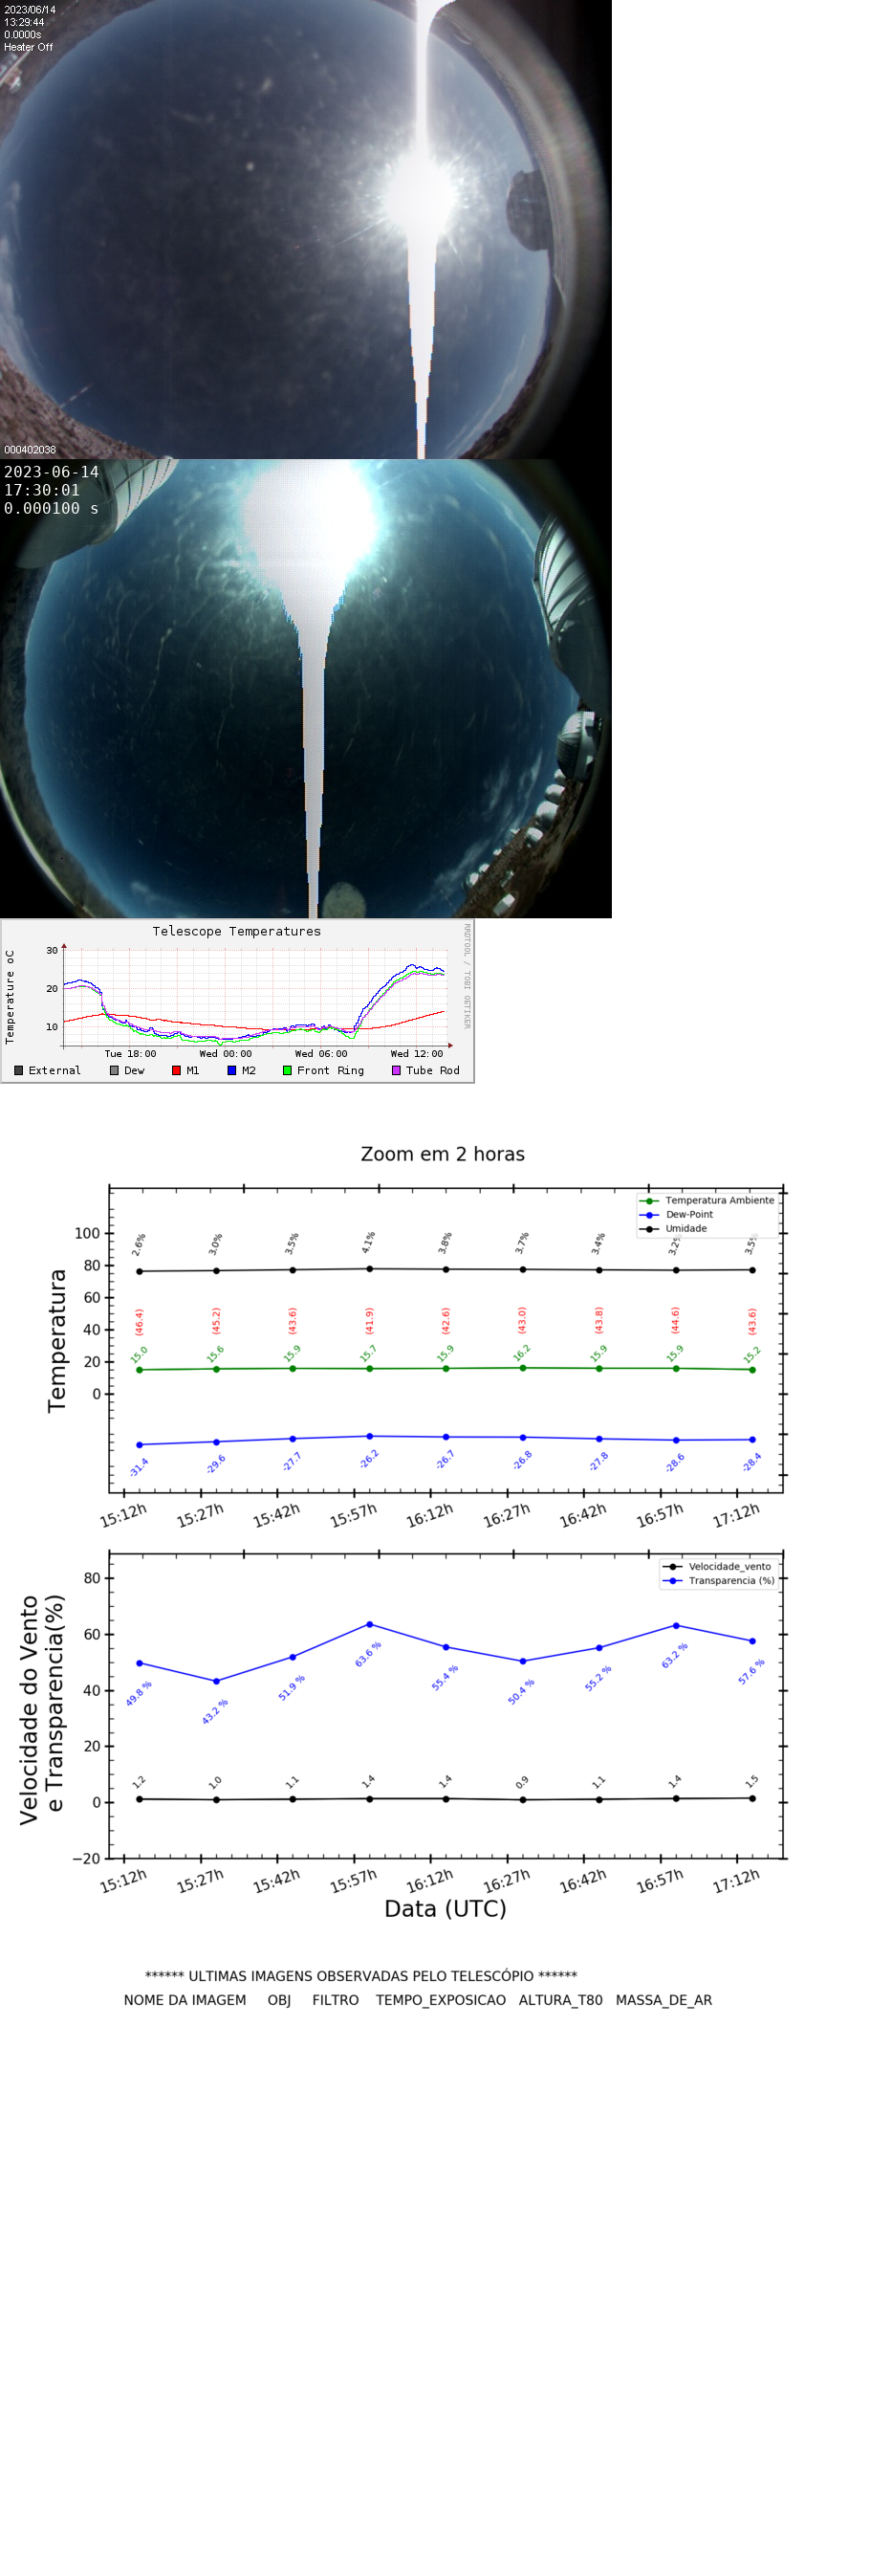 2023/06/14
13:29:44
0.0000s
Heater Off
000402038
2023-06-14
17:30:01
0.000100 s
Telescope Temperatures
RRDTOOL / TOBI OETIKER
Temperature oC
30
20
10
Tue 18:00 Wed 00:00 Wed 06:00 Wed 12:00
External Dew M1 M2 Front Ring Tube Rod
Zoom em 2 horas
Temperatura Ambiente
Dew-Point
Umidade
Temperatura
100
80
60
40
20
0
2.6% 3.0% 3.5% 4.1% 3.8% 3.7% 3.4% 3.2% 3.5%
(46.4) (45.2) (43.6) (41.9) (42.6) (43.0) (43.8) (44.6) (43.6)
15.0 15.6 15.9 15.7 15.9 16.2 15.9 15.9 15.2
-31.4 -29.6 -27.7 -26.2 -26.7 -26.8 -27.8 -28.6 -28.4
15:12h 15:27h 15:42h 15:57h 16:12h 16:27h 16:42h 16:57h 17:12h
Velocidade_vento
Transparencia (%)
Velocidade do Vento
e Transparencia(%)
80
60
40
20
0
−20
49.8 % 43.2 % 51.9 % 63.6 % 55.4 % 50.4 % 55.2 % 63.2 % 57.6 %
1.2 1.0 1.1 1.4 1.4 0.9 1.1 1.4 1.5
15:12h 15:27h 15:42h 15:57h 16:12h 16:27h 16:42h 16:57h 17:12h
Data (UTC)
****** ULTIMAS IMAGENS OBSERVADAS PELO TELESCÓPIO ******
NOME DA IMAGEM OBJ FILTRO TEMPO_EXPOSICAO ALTURA_T80 MASSA_DE_AR